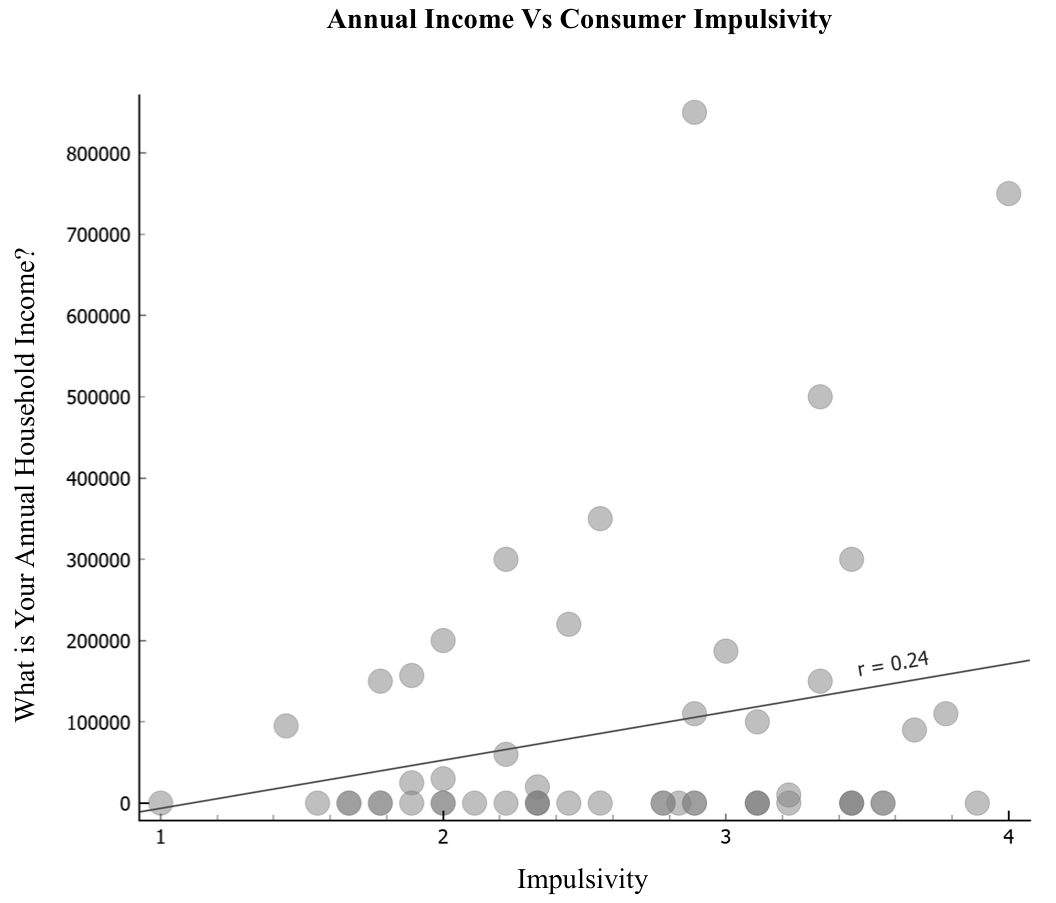 Annual Income Vs Consumer Impulsivity
What is Your Annual Household Income?
800000
700000
600000
500000
400000
300000
200000
100000
0
r = 0.24
1 2 3 4
Impulsivity